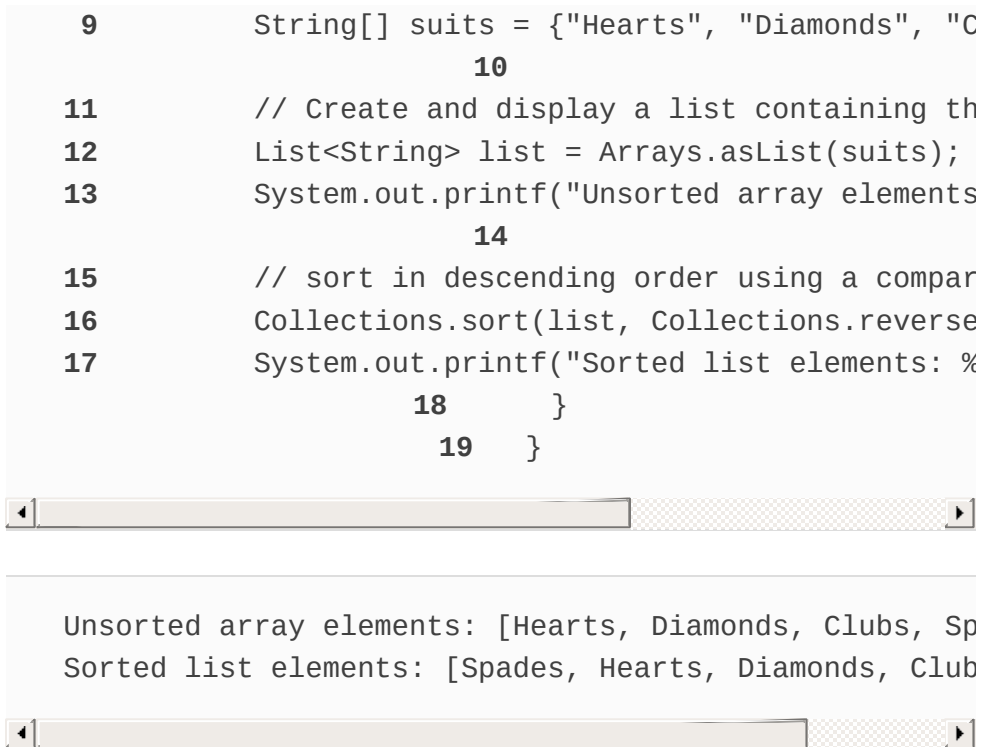 9 String[] suits = {"Hearts", "Diamonds", "C
10
11 // Create and display a list containing th
12 List<String> list = Arrays.asList(suits);
13 System.out.printf("Unsorted array elements
14
15 // sort in descending order using a compar
16 Collections.sort(list, Collections.reverse
17 System.out.printf("Sorted list elements: %
18 }
19 }
Unsorted array elements: [Hearts, Diamonds, Clubs, Sp
Sorted list elements: [Spades, Hearts, Diamonds, Club